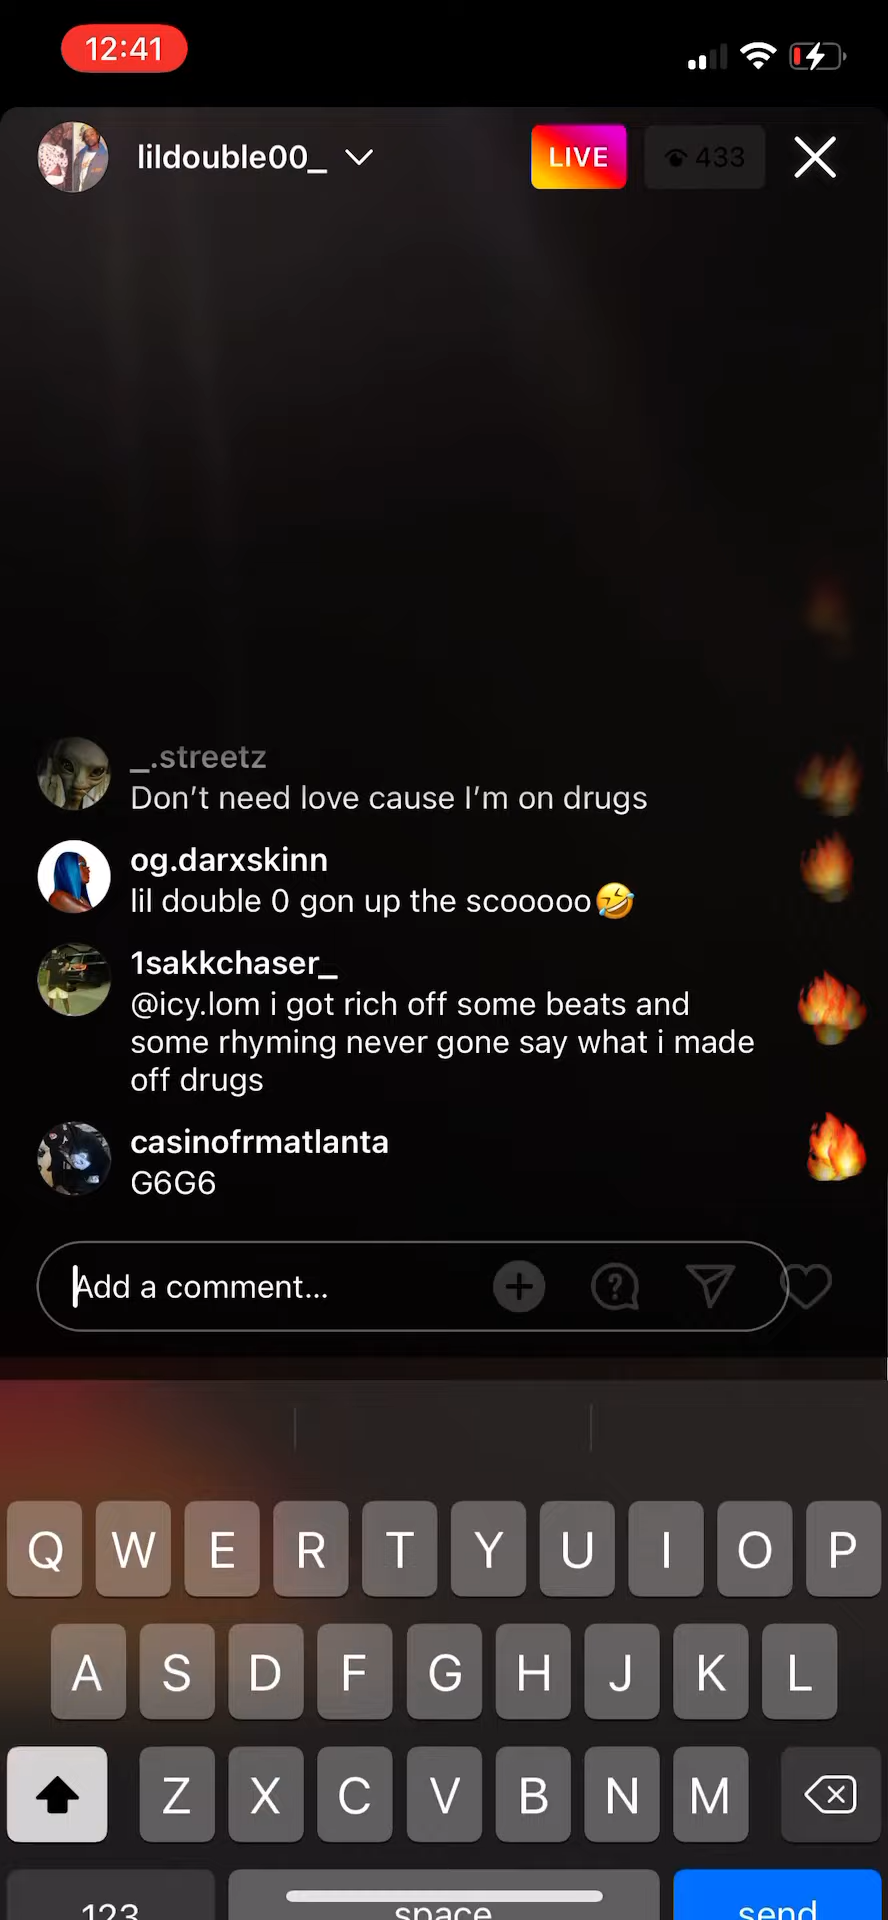 12:41
lildouble00_
LIVE
433
_.streetz
Don't need love cause I'm on drugs
og.darxskinn
lil double 0 gon up the scooooo🤣
1sakkchaser_
@icy.lom i got rich off some beats and
some rhyming never gone say what i made
off drugs
casinofrmatlanta
G6G6
Add a comment...
Q W E R T Y U I O P
A S D F G H J K L
Z X C V B N M
123 space send